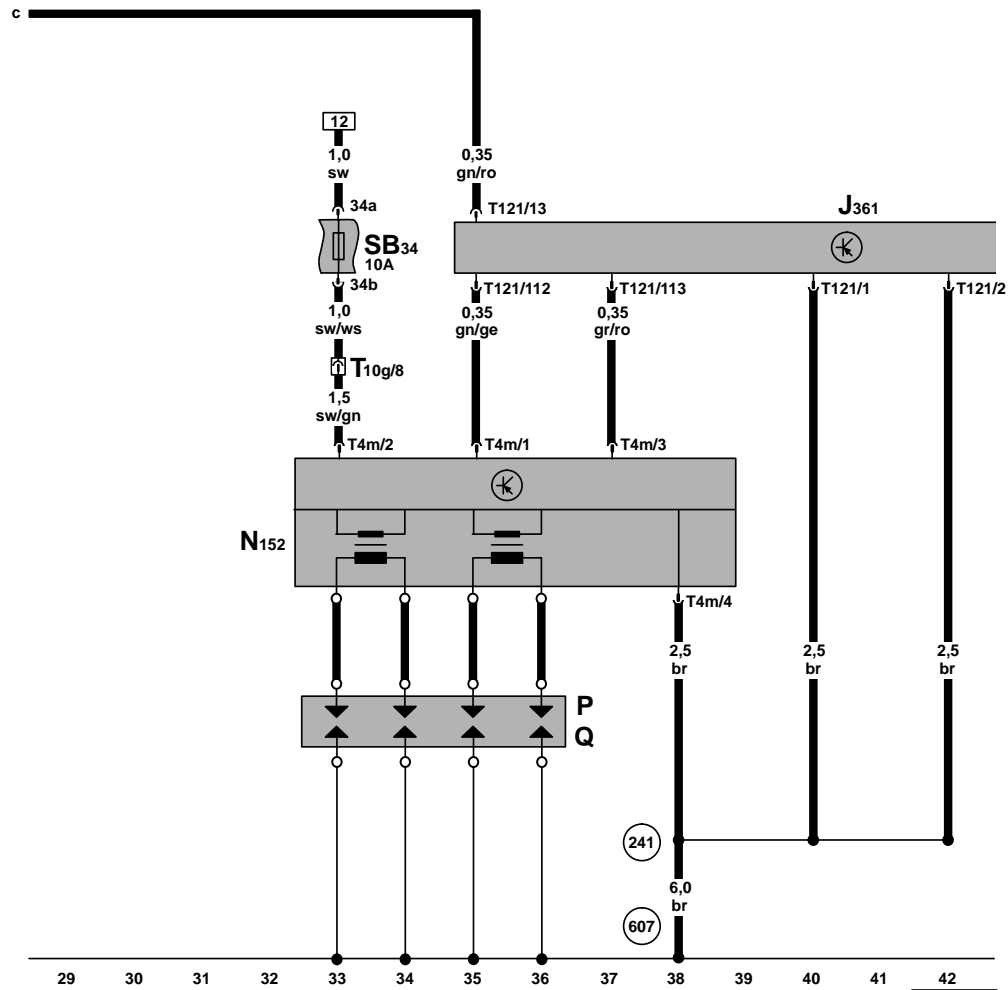 c
12
1,0
sw
0,35
gn/ro
34a
T121/13
J361
SB34
10A
34b
T121/112
T121/113
T121/1
T121/2
1,0
sw/ws
0,35
gn/ge
0,35
gr/ro
T10g/8
1,5
sw/gn
T4m/2
T4m/1
T4m/3
N152
T4m/4
2,5
br
2,5
br
2,5
br
P
Q
241
6,0
br
607
29 30 31 32 33 34 35 36 37 38 39 40 41 42